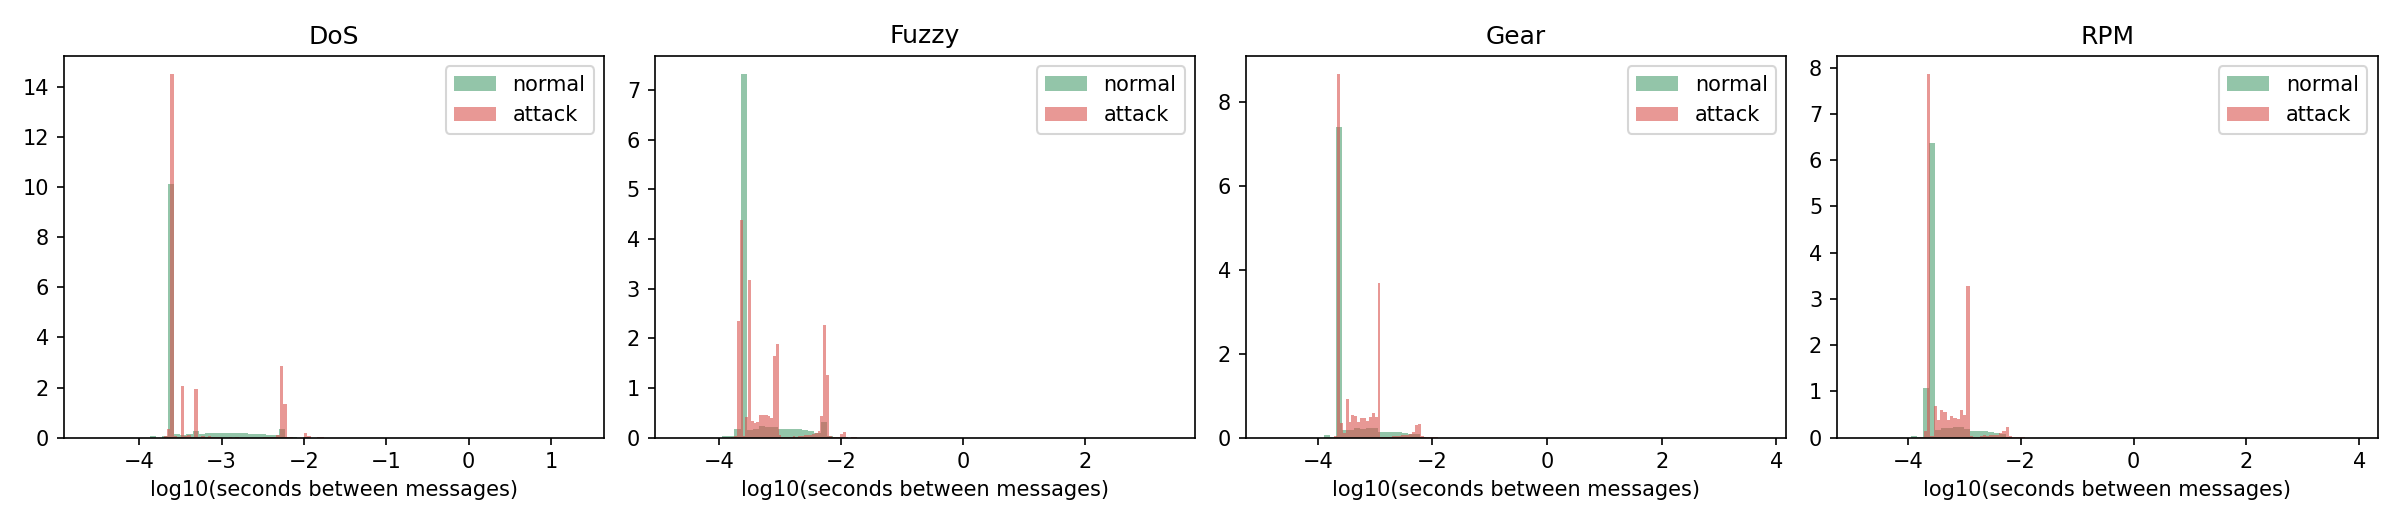 DoS
14
12
10
8
6
4
2
0
normal
attack
−4 −3 −2 −1 0 1
log10(seconds between messages)
Fuzzy
7
6
5
4
3
2
1
0
normal
attack
−4 −2 0 2
log10(seconds between messages)
Gear
8
6
4
2
0
normal
attack
−4 −2 0 2 4
log10(seconds between messages)
RPM
8
7
6
5
4
3
2
1
0
normal
attack
−4 −2 0 2 4
log10(seconds between messages)